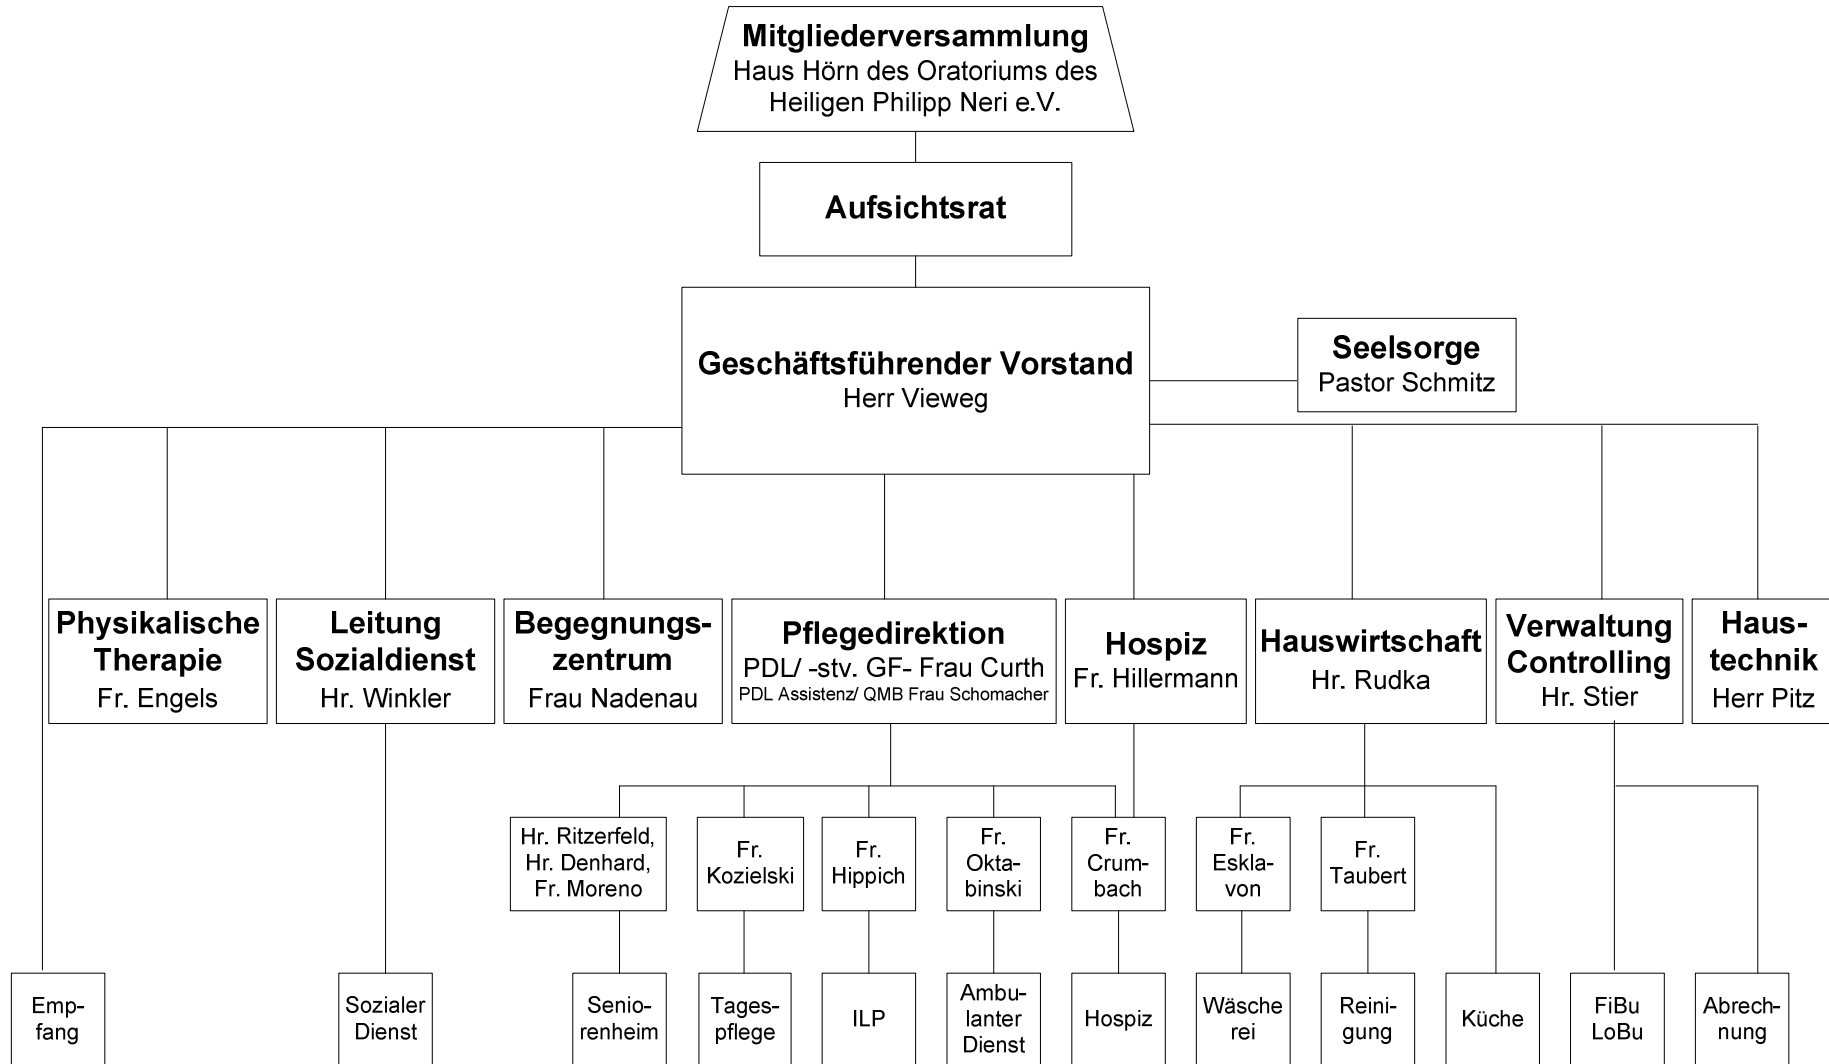 Mitgliederversammlung
Haus Hörn des Oratoriums des
Heiligen Philipp Neri e.V.
Aufsichtsrat
Geschäftsführender Vorstand
Herr Vieweg
Seelsorge
Pastor Schmitz
Physikalische
Therapie
Fr. Engels
Leitung
Sozialdienst
Hr. Winkler
Begegnungs-
zentrum
Frau Nadenau
Pflegedirektion
PDL/ -stv. GF- Frau Curth
PDL Assistenz/ QMB Frau Schomacher
Hospiz
Fr. Hillermann
Hauswirtschaft
Hr. Rudka
Verwaltung
Controlling
Hr. Stier
Haus-
technik
Herr Pitz
Hr. Ritzerfeld,
Hr. Denhard,
Fr. Moreno
Fr.
Kozielski
Fr.
Hippich
Fr.
Okta-
binski
Fr.
Crum-
bach
Fr.
Eskla-
von
Fr.
Taubert
Emp-
fang
Sozialer
Dienst
Senio-
renheim
Tages-
pflege
ILP
Ambu-
lanter
Dienst
Hospiz
Wäsche
rei
Reini-
gung
Küche
FiBu
LoBu
Abrech-
nung